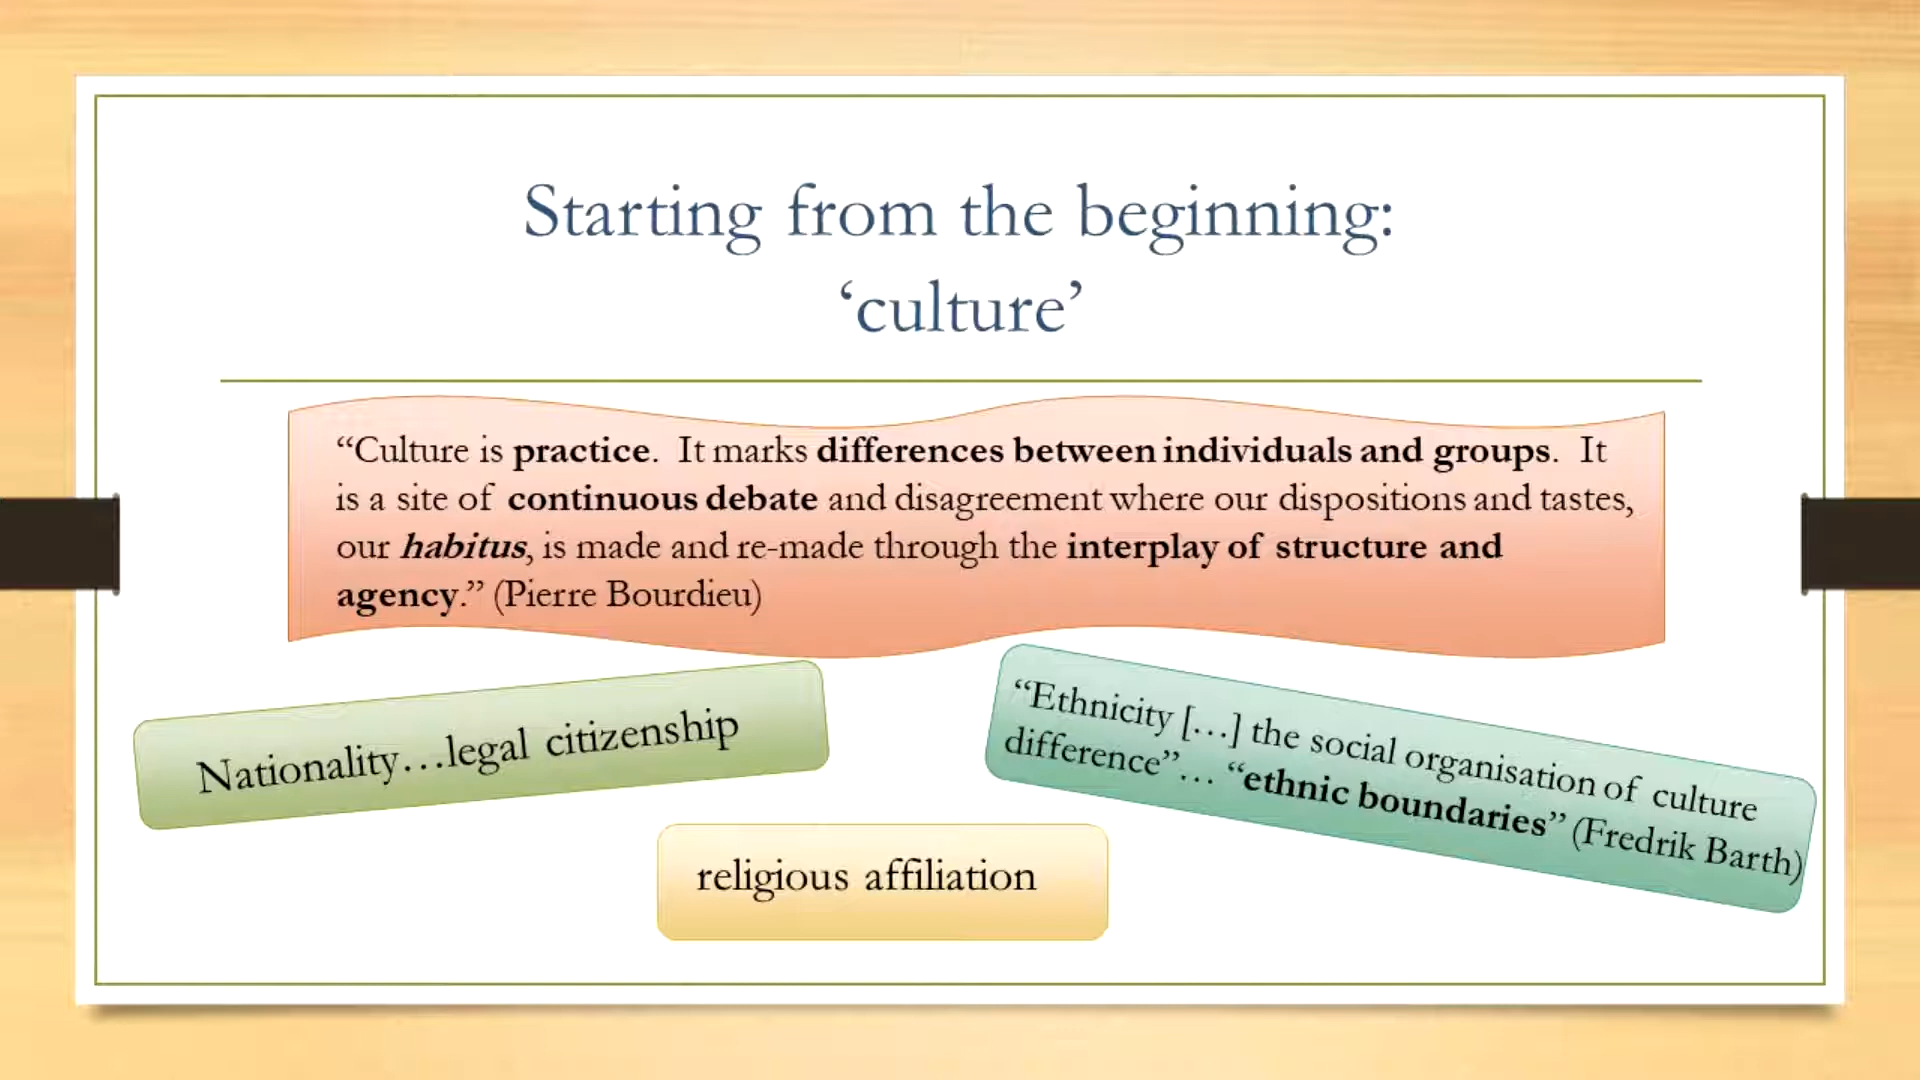 Starting from the beginning:
‘culture’
“Culture is practice. It marks differences between individuals and groups. It
is a site of continuous debate and disagreement where our dispositions and tastes,
our habitus, is made and re-made through the interplay of structure and
agency.” (Pierre Bourdieu)
Nationality…legal citizenship
“Ethnicity […] the social organisation of culture
difference”… “ethnic boundaries” (Fredrik Barth)
religious affiliation